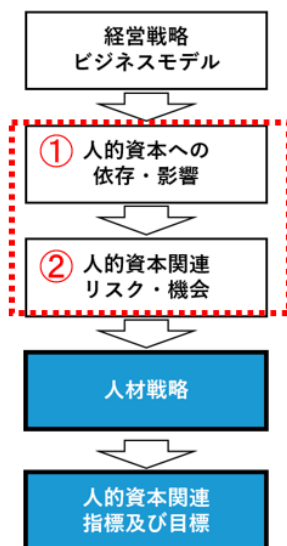 経営戦略
ビジネスモデル
① 人的資本への
依存・影響
② 人的資本関連
リスク・機会
人材戦略
人的資本関連
指標及び目標